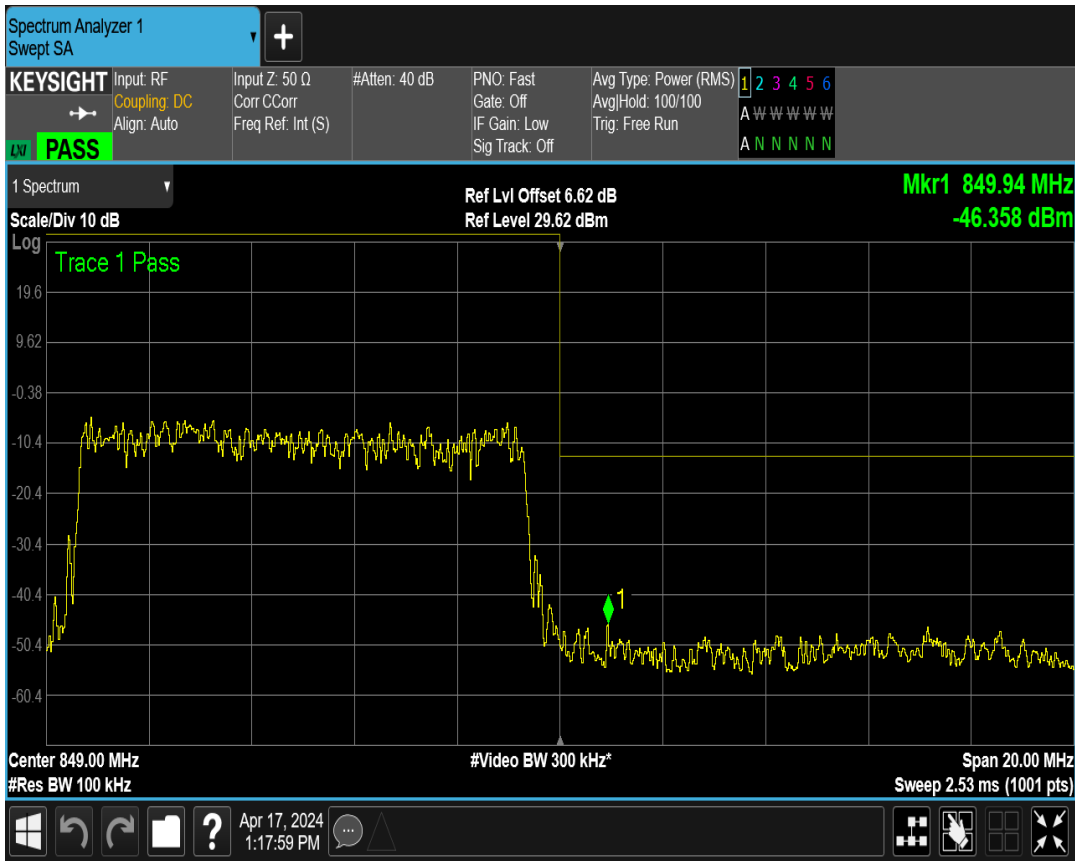 Spectrum Analyzer 1
Swept SA
+
KEYSIGHT
LXI PASS
Input: RF
Coupling: DC
Align: Auto
Input Z: 50 Ω
Corr CCorr
Freq Ref: Int (S)
#Atten: 40 dB
PNO: Fast
Gate: Off
IF Gain: Low
Sig Track: Off
Avg Type: Power (RMS)
Avg|Hold: 100/100
Trig: Free Run
1 2 3 4 5 6
A W W W W W
A N N N N N
1 Spectrum
Scale/Div 10 dB
Ref Lvl Offset 6.62 dB
Ref Level 29.62 dBm
Mkr1 849.94 MHz
-46.358 dBm
Log
Trace 1 Pass
19.6
9.62
-0.38
-10.4
-20.4
-30.4
-40.4
1
-50.4
-60.4
Center 849.00 MHz
#Res BW 100 kHz
#Video BW 300 kHz*
Span 20.00 MHz
Sweep 2.53 ms (1001 pts)
?
Apr 17, 2024
1:17:59 PM